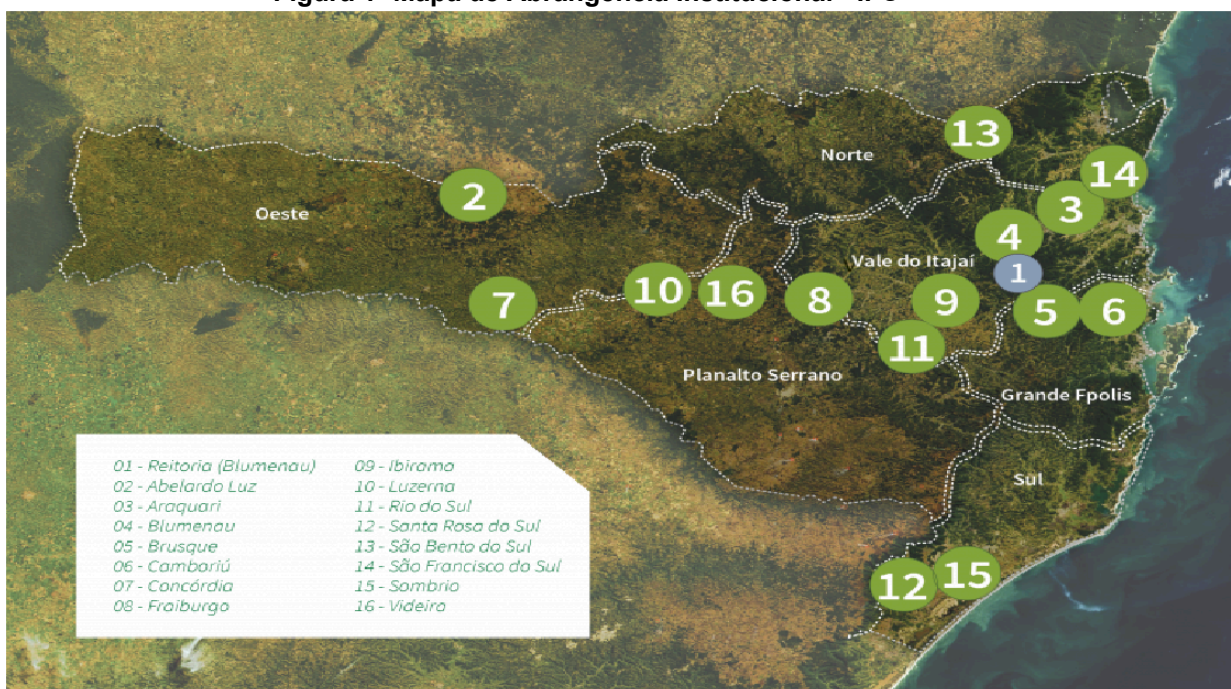 13
14
Norte
2
3
Oeste
4
Vale do Itajaí
1
10
16
8
9
7
5
6
11
Planalto Serrano
Grande Fpolis
Sul
12
15
01 - Reitoria (Blumenau)
02 - Abelardo Luz
03 - Araquari
04 - Blumenau
05 - Brusque
06 - Camboriú
07 - Concórdia
08 - Fraiburgo
09 - Ibirama
10 - Luzerna
11 - Rio do Sul
12 - Santa Rosa do Sul
13 - São Bento do Sul
14 - São Francisco do Sul
15 - Sombrio
16 - Videira